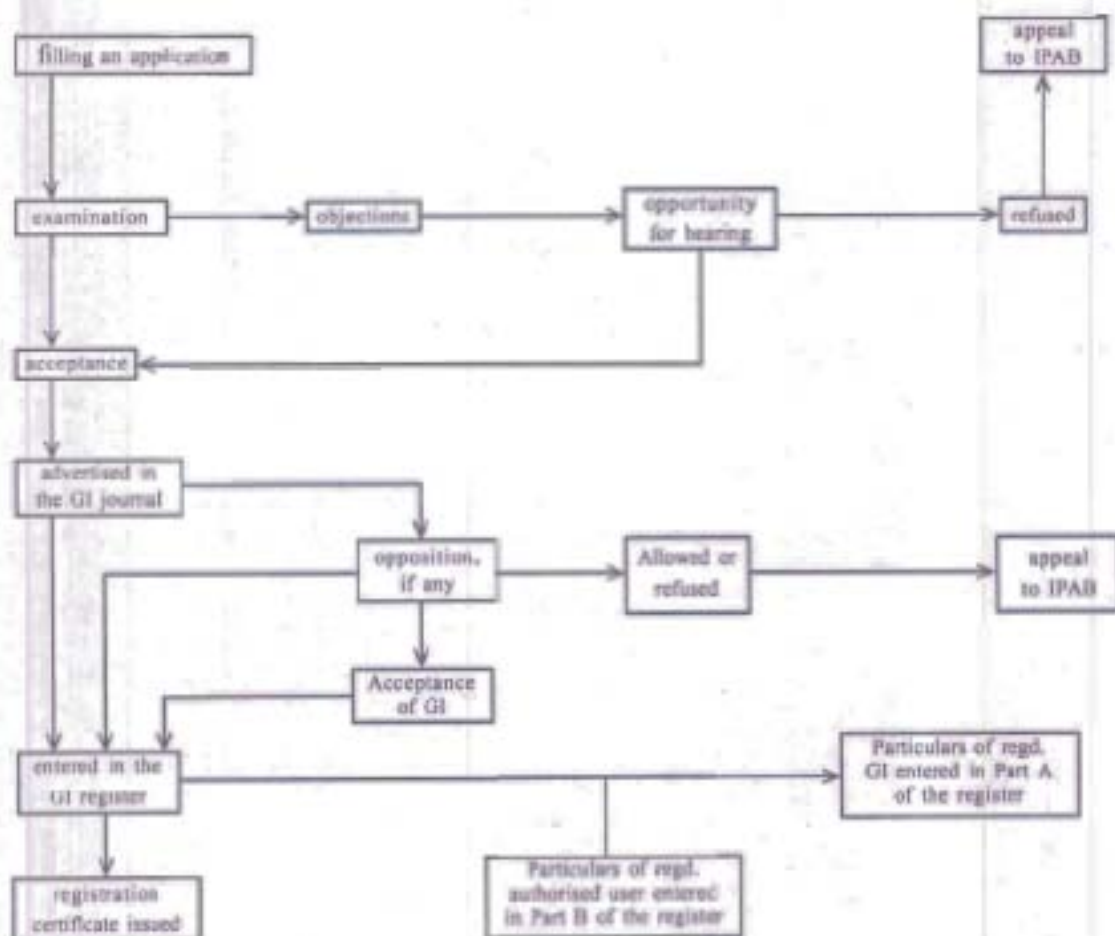 filling an application
appeal
to IPAB
examination
objections
opportunity
for hearing
refused
acceptance
advertised in
the GI journal
opposition,
if any
Allowed or
refused
appeal
to IPAB
Acceptance
of GI
entered in the
GI register
Particulars of regd.
GI entered in Part A
of the register
registration
certificate issued
Particulars of regd.
authorised user entered
in Part B of the register